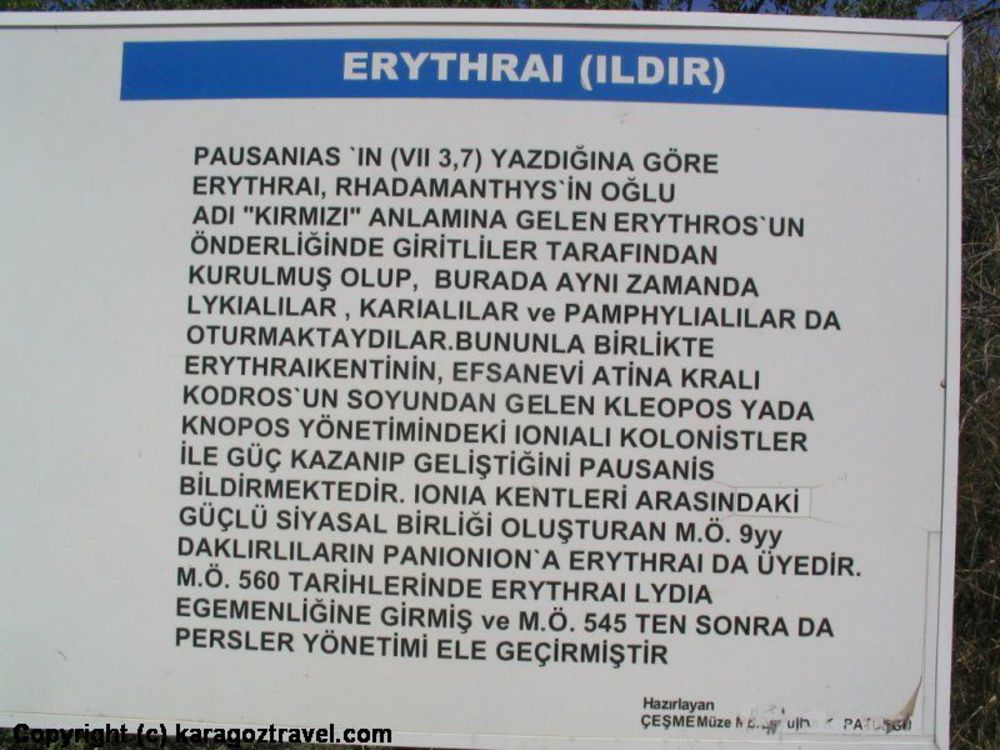 ERYTHRAI (ILDIR)
PAUSANIAS `IN (VII 3,7) YAZDIĞINA GÖRE
ERYTHRAI, RHADAMANTHYS`İN OĞLU
ADI "KIRMIZI" ANLAMINA GELEN ERYTHROS`UN
ÖNDERLİĞİNDE GİRİTLİLER TARAFINDAN
KURULMUŞ OLUP, BURADA AYNI ZAMANDA
LYKIALILAR , KARIALILAR ve PAMPHYLIALILAR DA
OTURMAKTAYDILAR.BUNUNLA BİRLİKTE
ERYTHRAIKENTİNİN, EFSANEVİ ATİNA KRALI
KODROS`UN SOYUNDAN GELEN KLEOPOS YADA
KNOPOS YÖNETİMİNDEKİ IONIALI KOLONİSTLER
İLE GÜÇ KAZANIP GELİŞTİĞİNİ PAUSANİS
BİLDİRMEKTEDİR. IONIA KENTLERİ ARASINDAKİ
GÜÇLÜ SİYASAL BİRLİĞİ OLUŞTURAN M.Ö. 9yy
DAKLIRLILARIN PANIONION`A ERYTHRAI DA ÜYEDİR.
M.Ö. 560 TARİHLERİNDE ERYTHRAI LYDIA
EGEMENLİĞİNE GİRMİŞ ve M.Ö. 545 TEN SONRA DA
PERSLER YÖNETİMİ ELE GEÇİRMİŞTİR
Hazırlayan
ÇEŞMEMüze
Copyright (c) karagoztravel.com